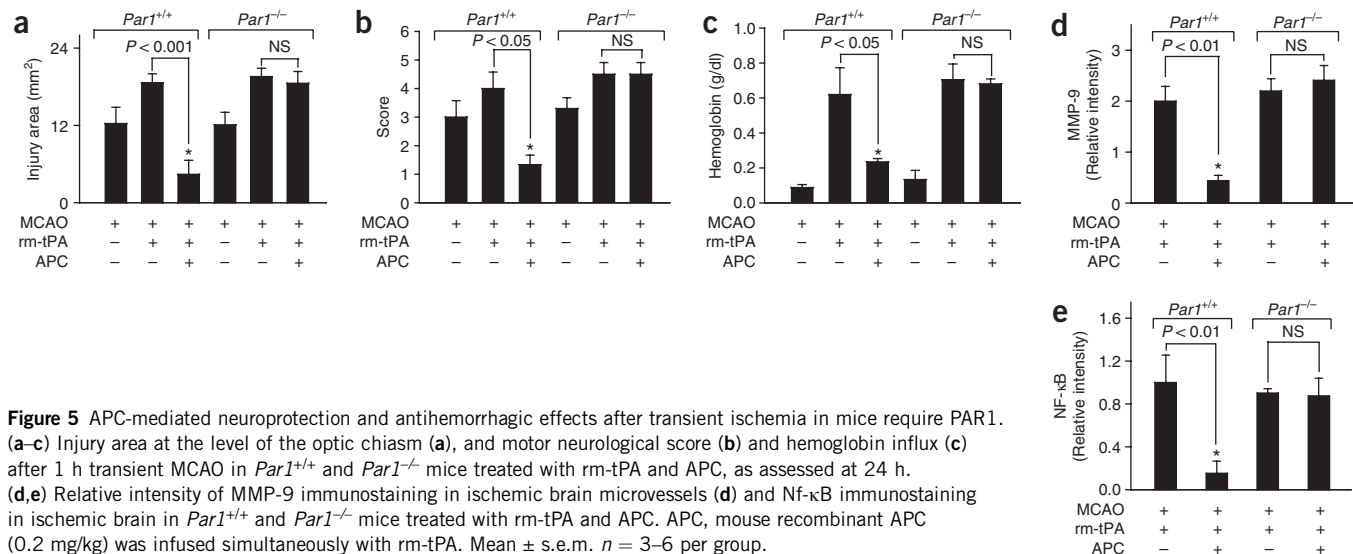 a
Par1+/+ Par1–/–
P < 0.001 NS
Injury area (mm2)
24
12
0
*
MCAO + + + + + +
rm-tPA – + + – + +
APC – – + – – +
b
Par1+/+ Par1–/–
P < 0.05 NS
Score
6
5
4
3
2
1
0
*
MCAO + + + + + +
rm-tPA – + + – + +
APC – – + – – +
c
Par1+/+ Par1–/–
P < 0.05 NS
Hemoglobin (g/dl)
1.0
0.8
0.6
0.4
0.2
0
*
MCAO + + + + + +
rm-tPA – + + – + +
APC – – + – – +
d
Par1+/+ Par1–/–
P < 0.01 NS
MMP-9
(Relative intensity)
3
2
1
0
*
MCAO + + + +
rm-tPA + + + +
APC – + – +
e
Par1+/+ Par1–/–
P < 0.01 NS
NF-κB
(Relative intensity)
1.6
1.2
0.8
0.4
0.0
*
MCAO + + + +
rm-tPA + + + +
APC – + – +
Figure 5 APC-mediated neuroprotection and antihemorrhagic effects after transient ischemia in mice require PAR1.
(a–c) Injury area at the level of the optic chiasm (a), and motor neurological score (b) and hemoglobin influx (c)
after 1 h transient MCAO in Par1+/+ and Par1–/– mice treated with rm-tPA and APC, as assessed at 24 h.
(d,e) Relative intensity of MMP-9 immunostaining in ischemic brain microvessels (d) and Nf-κB immunostaining
in ischemic brain in Par1+/+ and Par1–/– mice treated with rm-tPA and APC. APC, mouse recombinant APC
(0.2 mg/kg) was infused simultaneously with rm-tPA. Mean ± s.e.m. n = 3–6 per group.